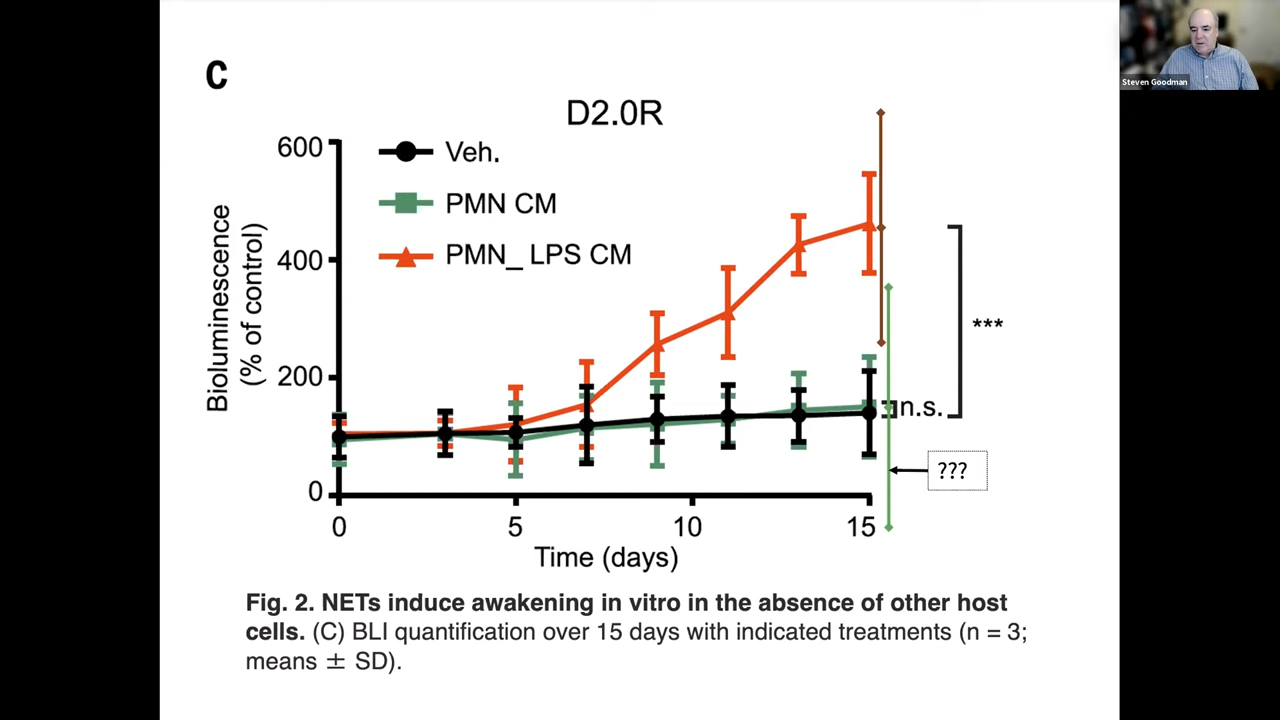 Steven Goodman
C
D2.0R
Veh.
PMN CM
PMN_ LPS CM
Bioluminescence
(% of control)
600
400
200
0
0 5 10 15
Time (days)
***
n.s.
???
Fig. 2. NETs induce awakening in vitro in the absence of other host
cells. (C) BLI quantification over 15 days with indicated treatments (n = 3;
means ± SD).